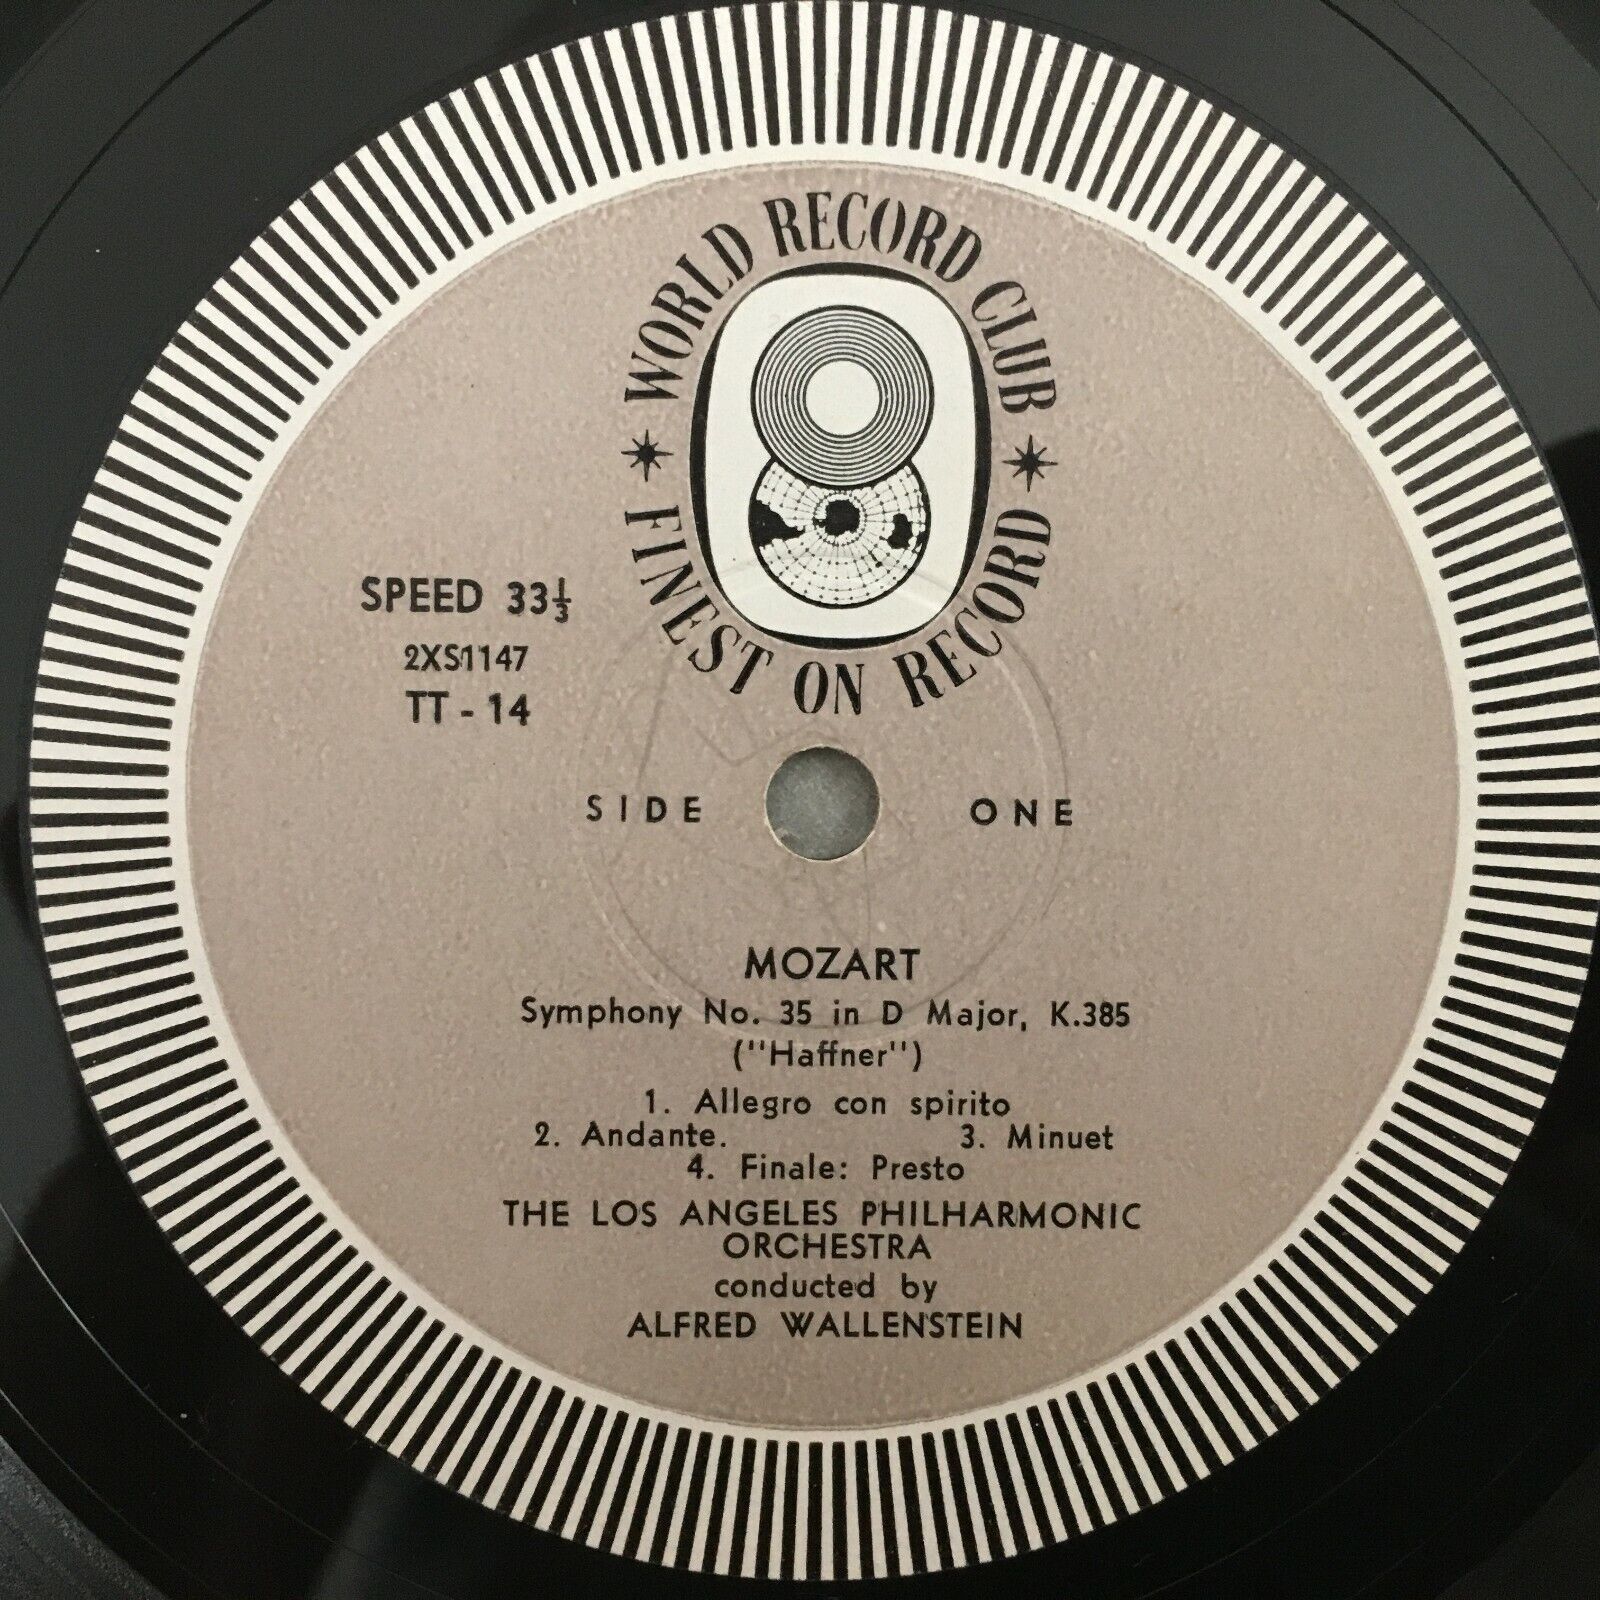 WORLD RECORD CLUB
FINEST ON RECORD
SPEED 33⅓
2XS1147
TT - 14
SIDE ONE
MOZART
Symphony No. 35 in D Major, K.385
("Haffner")
1. Allegro con spirito
2. Andante. 3. Minuet
4. Finale: Presto
THE LOS ANGELES PHILHARMONIC
ORCHESTRA
conducted by
ALFRED WALLENSTEIN